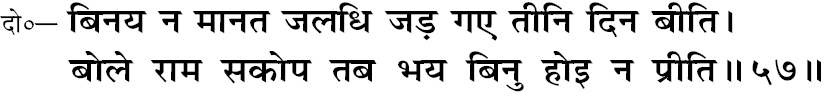 दो०— बिनय न मानत जलधि जड़ गए तीनि दिन बीति।
बोले राम सकोप तब भय बिनु होइ न प्रीति॥ ५७॥